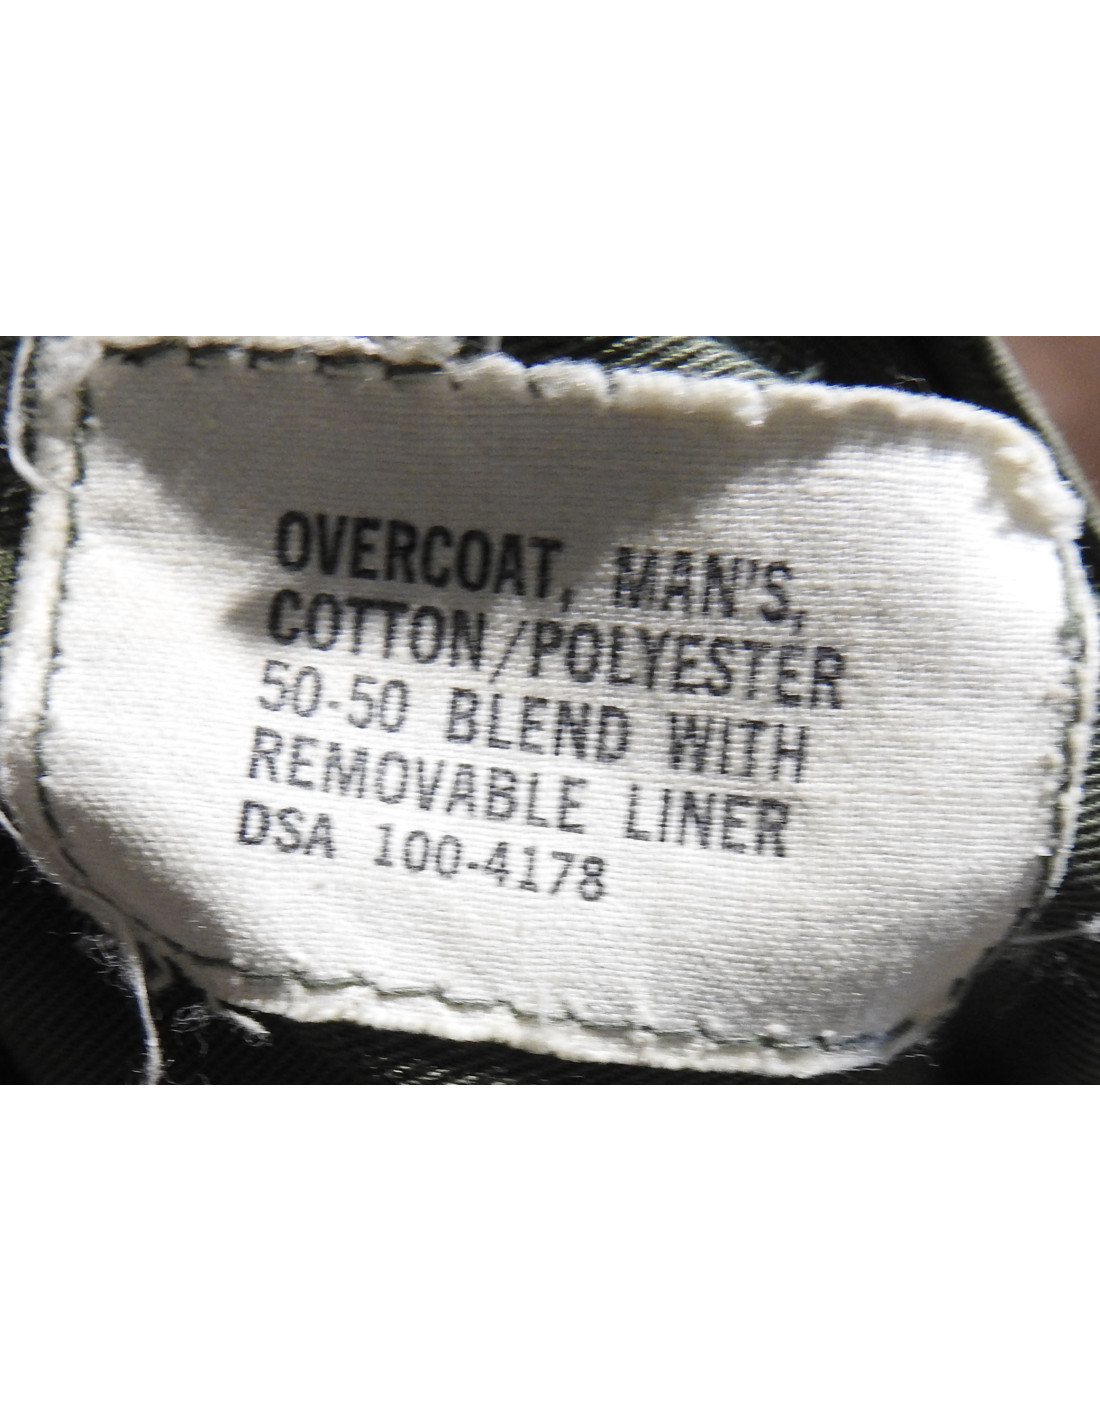 OVERCOAT, MAN'S,
COTTON/POLYESTER
50-50 BLEND WITH
REMOVABLE LINER
DSA 100-4178